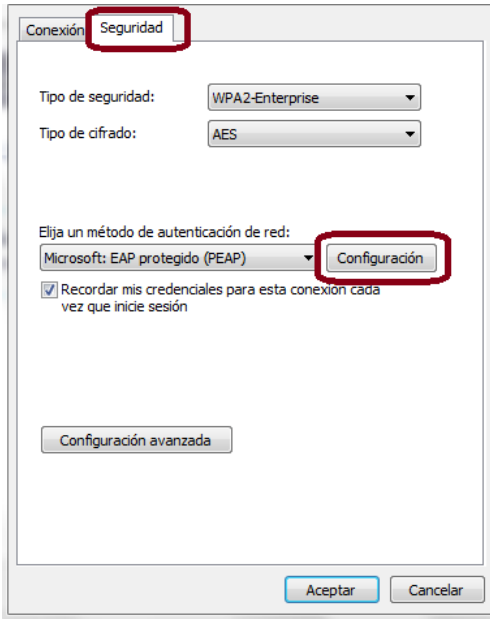 Conexión Seguridad
Tipo de seguridad: WPA2-Enterprise
Tipo de cifrado: AES
Elija un método de autenticación de red:
Microsoft: EAP protegido (PEAP) Configuración
Recordar mis credenciales para esta conexión cada
vez que inicie sesión
Configuración avanzada
Aceptar Cancelar